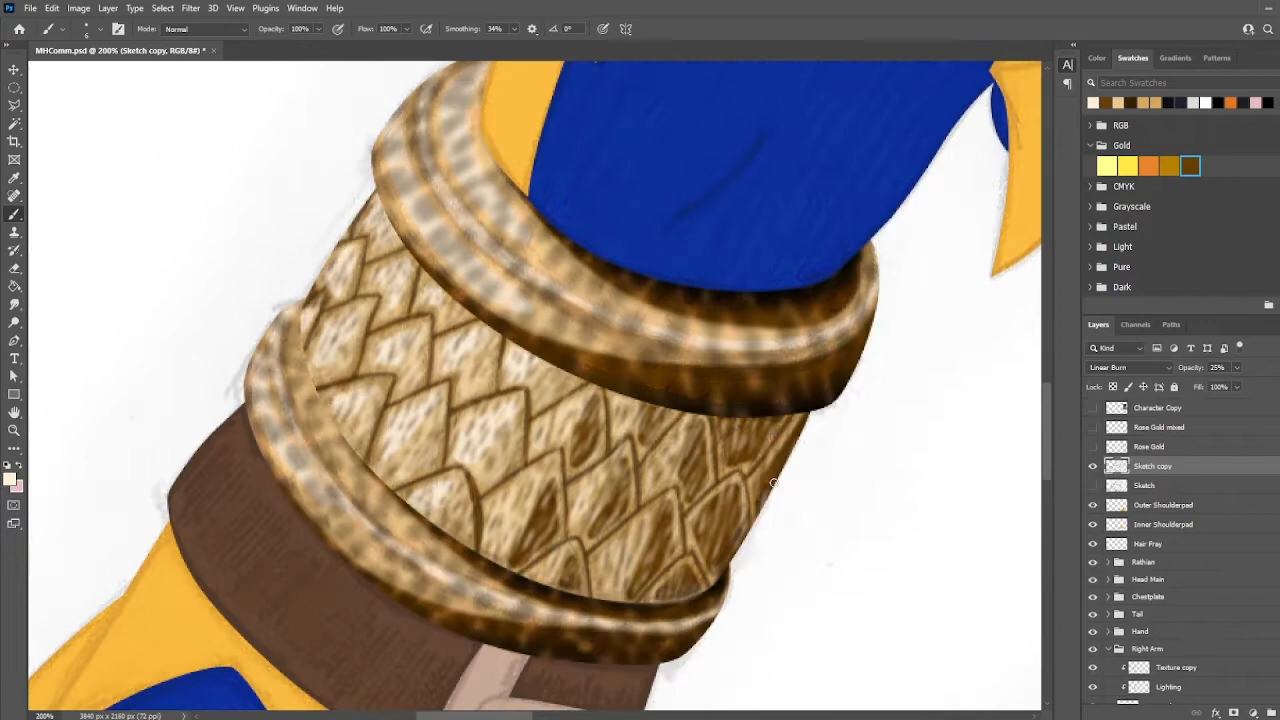 File Edit Image Layer Type Select Filter 3D View Plugins Window Help
6 Mode: Normal Opacity: 100% Flow: 100% Smoothing: 34% 0°
MHComm.psd @ 200% (Sketch copy, RGB/8#) *
Color Swatches Gradients Patterns
Search Swatches
RGB
Gold
CMYK
Grayscale
Pastel
Light
Pure
Dark
Layers Channels Paths
Kind
Linear Burn Opacity: 25%
Lock: Fill: 100%
Character Copy
Rose Gold mixed
Rose Gold
Sketch copy
Sketch
Outer Shoulderpad
Inner Shoulderpad
Hair Fray
Rathian
Head Main
Chestplate
Tail
Hand
Right Arm
Texture copy
Lighting
200% 3840 px x 2160 px (72 ppi)